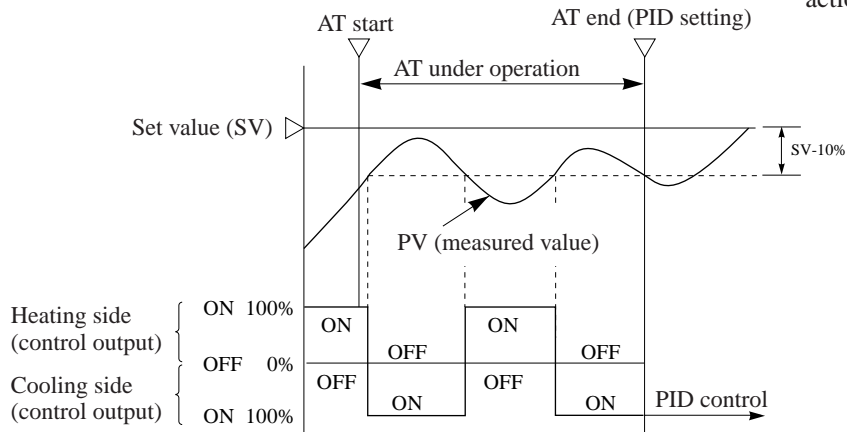 actio
AT start
AT end (PID setting)
AT under operation
Set value (SV)
SV-10%
PV (measured value)
Heating side
(control output)
ON 100%
ON
ON
OFF
OFF
OFF 0%
Cooling side
(control output)
OFF
OFF
ON
ON
ON 100%
PID control